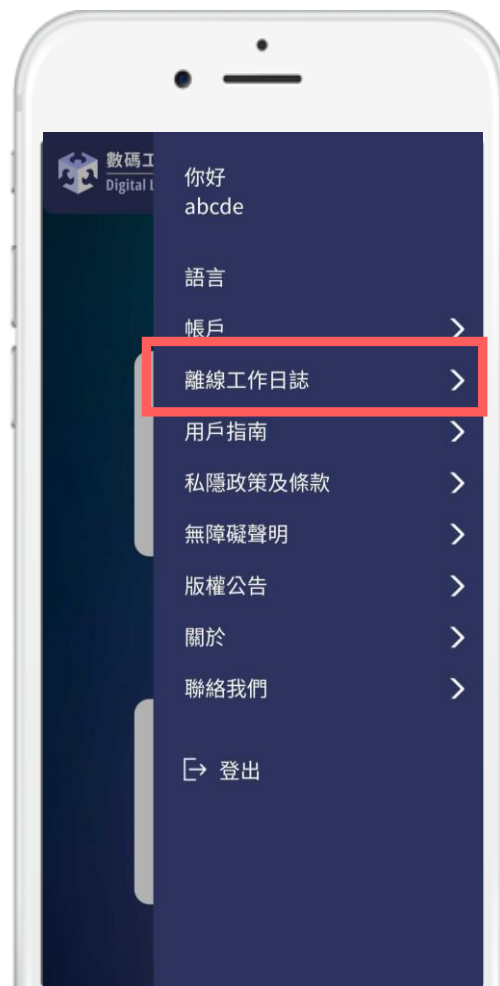 數碼工
Digital L
你好
abcde
語言
帳戶
離線工作日誌
用戶指南
私隱政策及條款
無障礙聲明
版權公告
關於
聯絡我們
登出